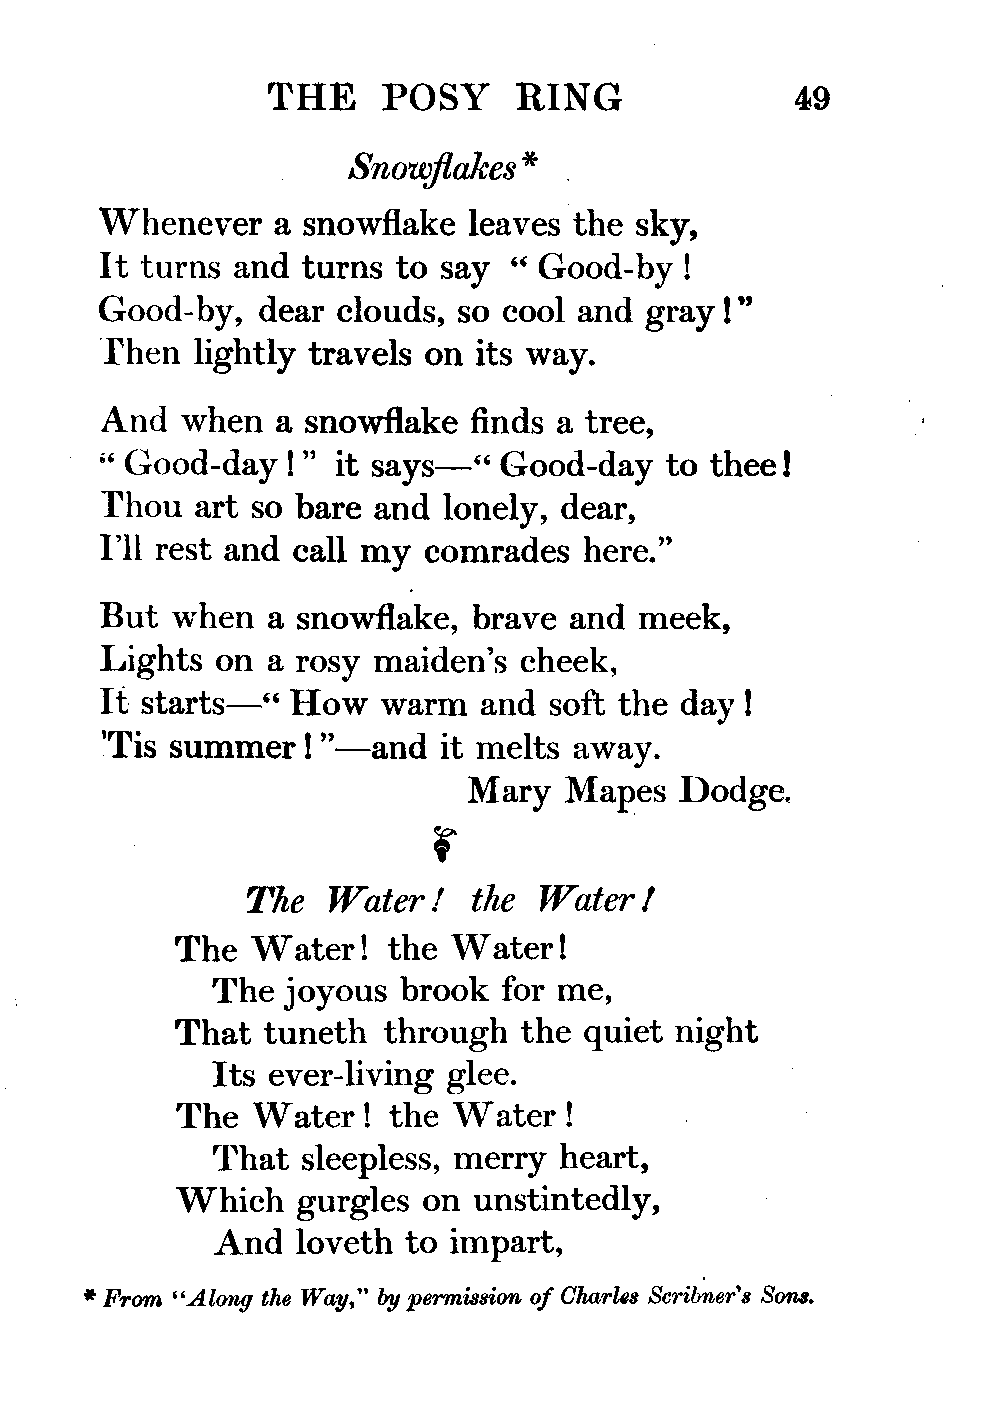 THE POSY RING 49
Snowflakes*
Whenever a snowflake leaves the sky,
It turns and turns to say "Good-by!
Good-by, dear clouds, so cool and gray!"
Then lightly travels on its way.
And when a snowflake finds a tree,
"Good-day!" it says—"Good-day to thee!
Thou art so bare and lonely, dear,
I'll rest and call my comrades here."
But when a snowflake, brave and meek,
Lights on a rosy maiden's cheek,
It starts—"How warm and soft the day!
'Tis summer!"—and it melts away.
Mary Mapes Dodge.
The Water! the Water!
The Water! the Water!
The joyous brook for me,
That tuneth through the quiet night
Its ever-living glee.
The Water! the Water!
That sleepless, merry heart,
Which gurgles on unstintedly,
And loveth to impart,
* From "Along the Way," by permission of Charles Scribner's Sons.